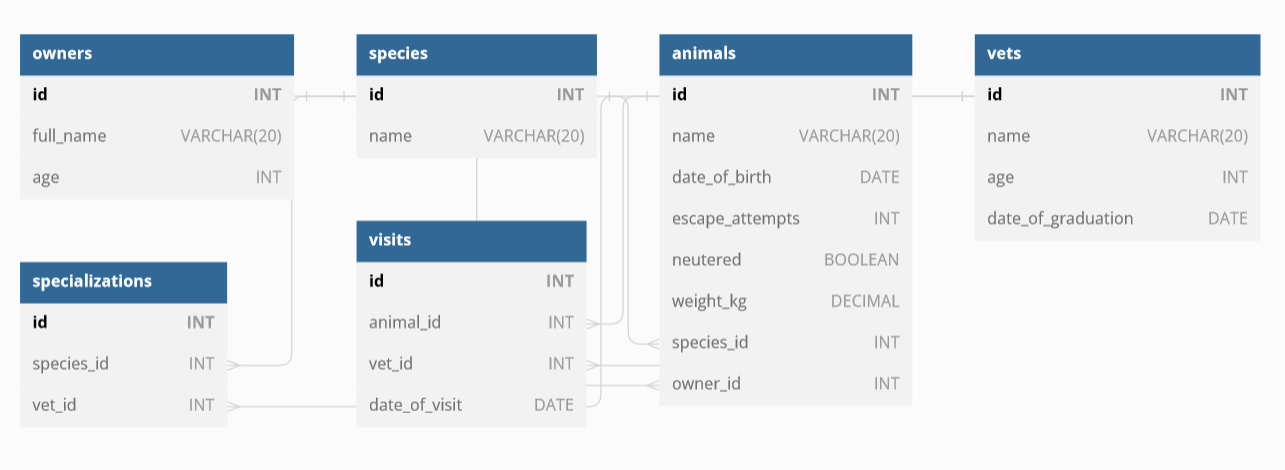 owners
id INT
full_name VARCHAR(20)
age INT
species
id INT
name VARCHAR(20)
animals
id INT
name VARCHAR(20)
date_of_birth DATE
escape_attempts INT
neutered BOOLEAN
weight_kg DECIMAL
species_id INT
owner_id INT
vets
id INT
name VARCHAR(20)
age INT
date_of_graduation DATE
specializations
id INT
species_id INT
vet_id INT
visits
id INT
animal_id INT
vet_id INT
date_of_visit DATE